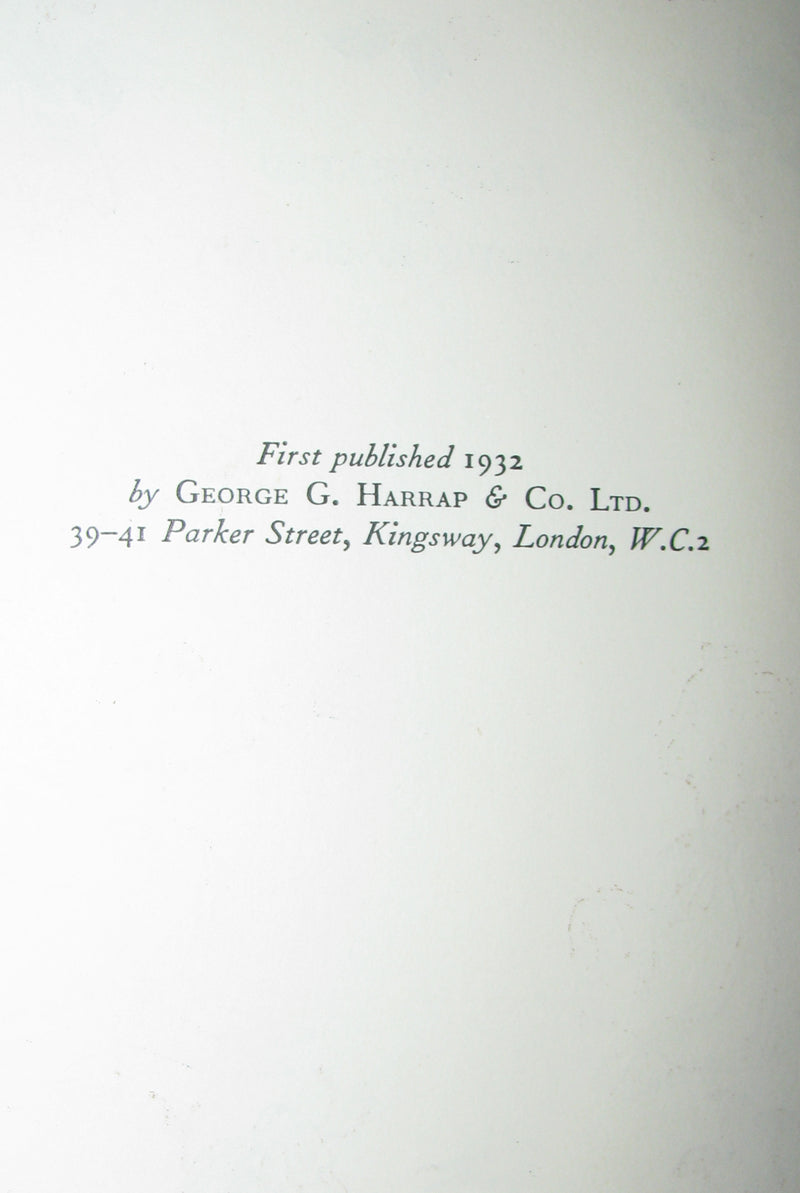 First published 1932
by GEORGE G. HARRAP & CO. LTD.
39–41 Parker Street, Kingsway, London, W.C.2